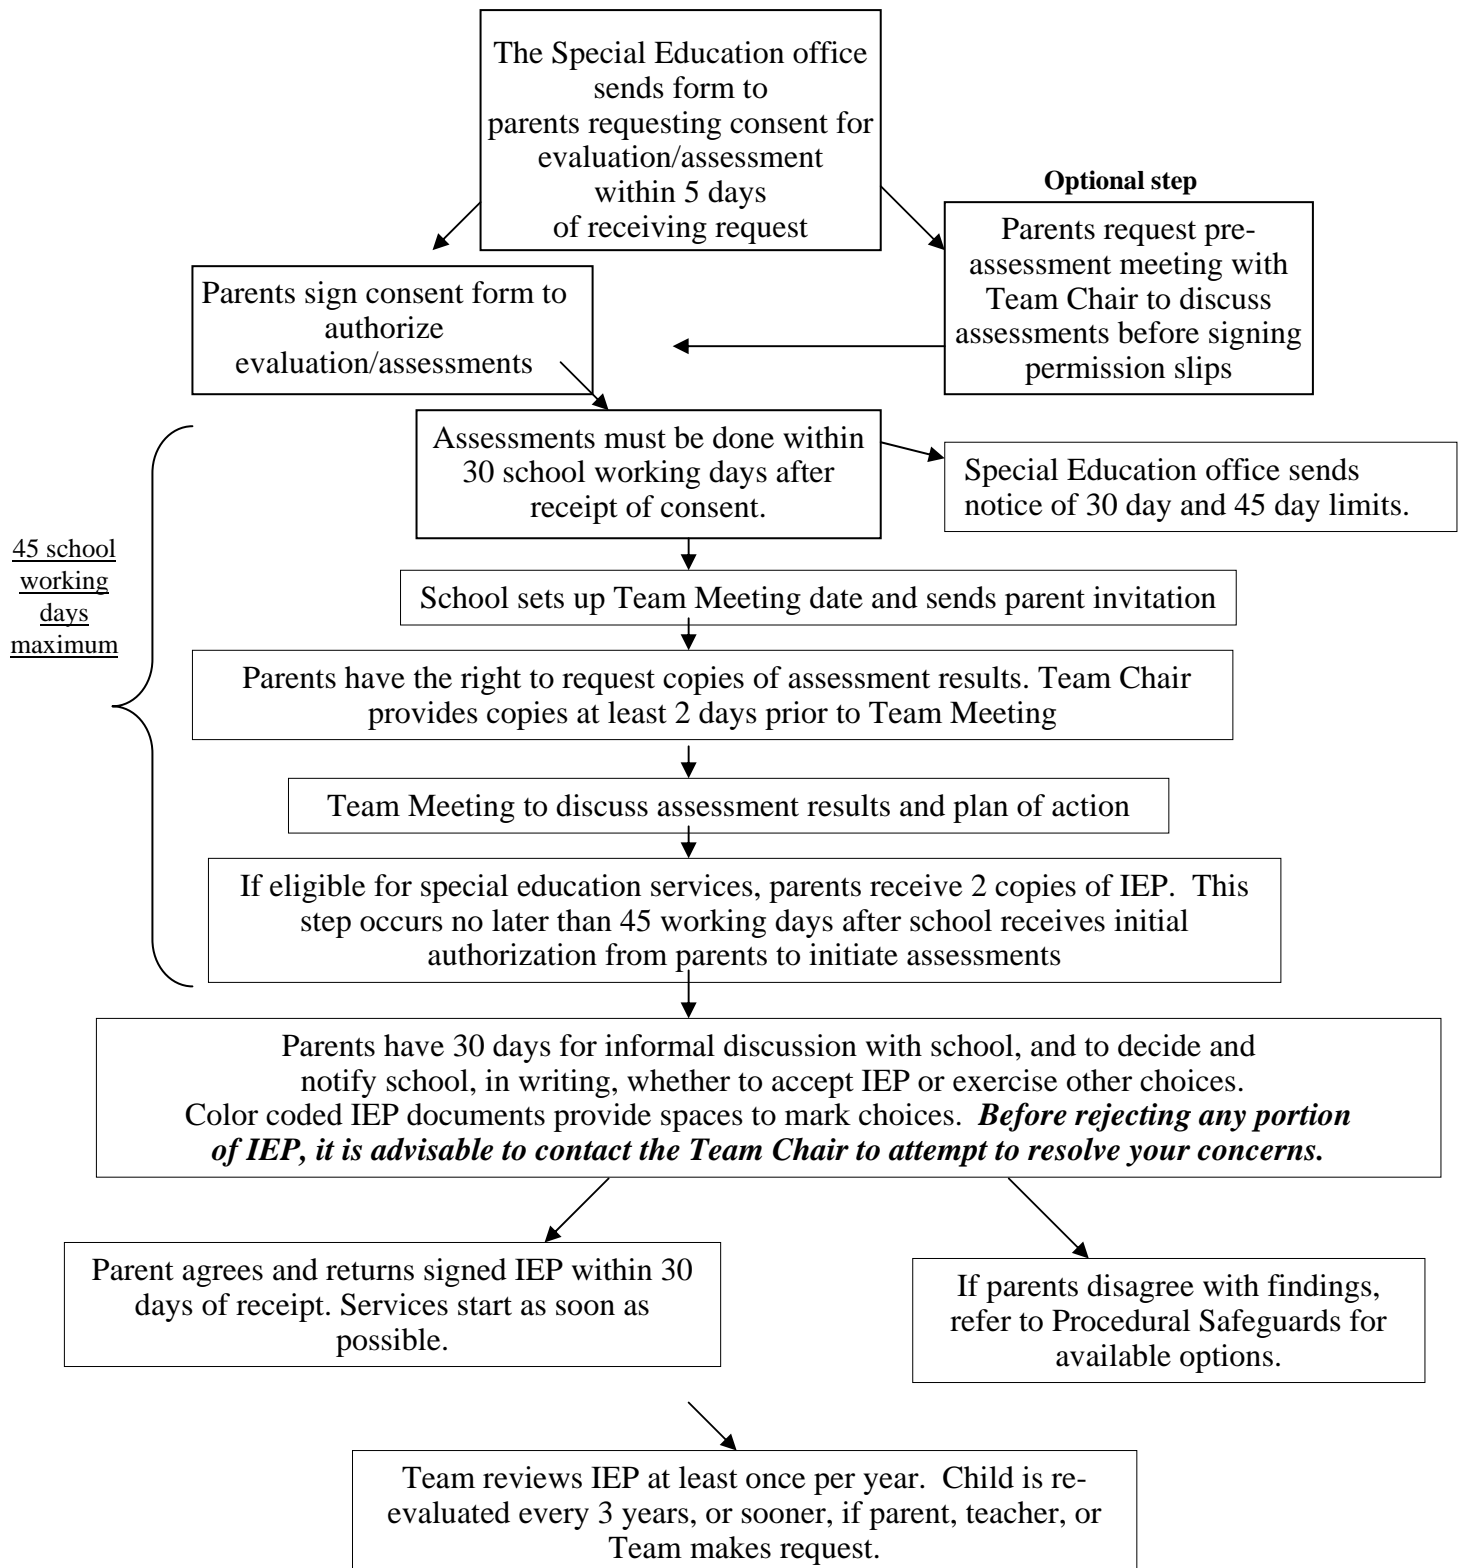 The Special Education office
sends form to
parents requesting consent for
evaluation/assessment
within 5 days
of receiving request
Optional step
Parents request pre-
assessment meeting with
Team Chair to discuss
assessments before signing
permission slips
Parents sign consent form to
authorize
evaluation/assessments
Assessments must be done within
30 school working days after
receipt of consent.
Special Education office sends
notice of 30 day and 45 day limits.
45 school
working
days
maximum
School sets up Team Meeting date and sends parent invitation
Parents have the right to request copies of assessment results. Team Chair
provides copies at least 2 days prior to Team Meeting
Team Meeting to discuss assessment results and plan of action
If eligible for special education services, parents receive 2 copies of IEP.  This
step occurs no later than 45 working days after school receives initial
authorization from parents to initiate assessments
Parents have 30 days for informal discussion with school, and to decide and
notify school, in writing, whether to accept IEP or exercise other choices.
Color coded IEP documents provide spaces to mark choices.  Before rejecting any portion
of IEP, it is advisable to contact the Team Chair to attempt to resolve your concerns.
Parent agrees and returns signed IEP within 30
days of receipt. Services start as soon as
possible.
If parents disagree with findings,
refer to Procedural Safeguards for
available options.
Team reviews IEP at least once per year.  Child is re-
evaluated every 3 years, or sooner, if parent, teacher, or
Team makes request.